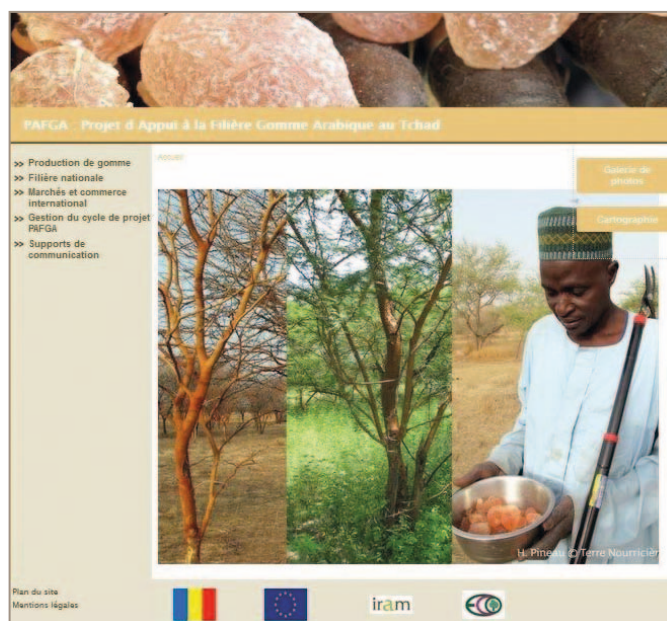 PAFGA : Projet d Appui à la Filière Gomme Arabique au Tchad
>> Production de gomme
>> Filière nationale
>> Marchés et commerce
international
>> Gestion du cycle de projet
PAFGA
>> Supports de
communication
Accueil
Galerie de
photos
Cartographie
H. Pineau © Terre Nourricière
Plan du site
Mentions légales
iram